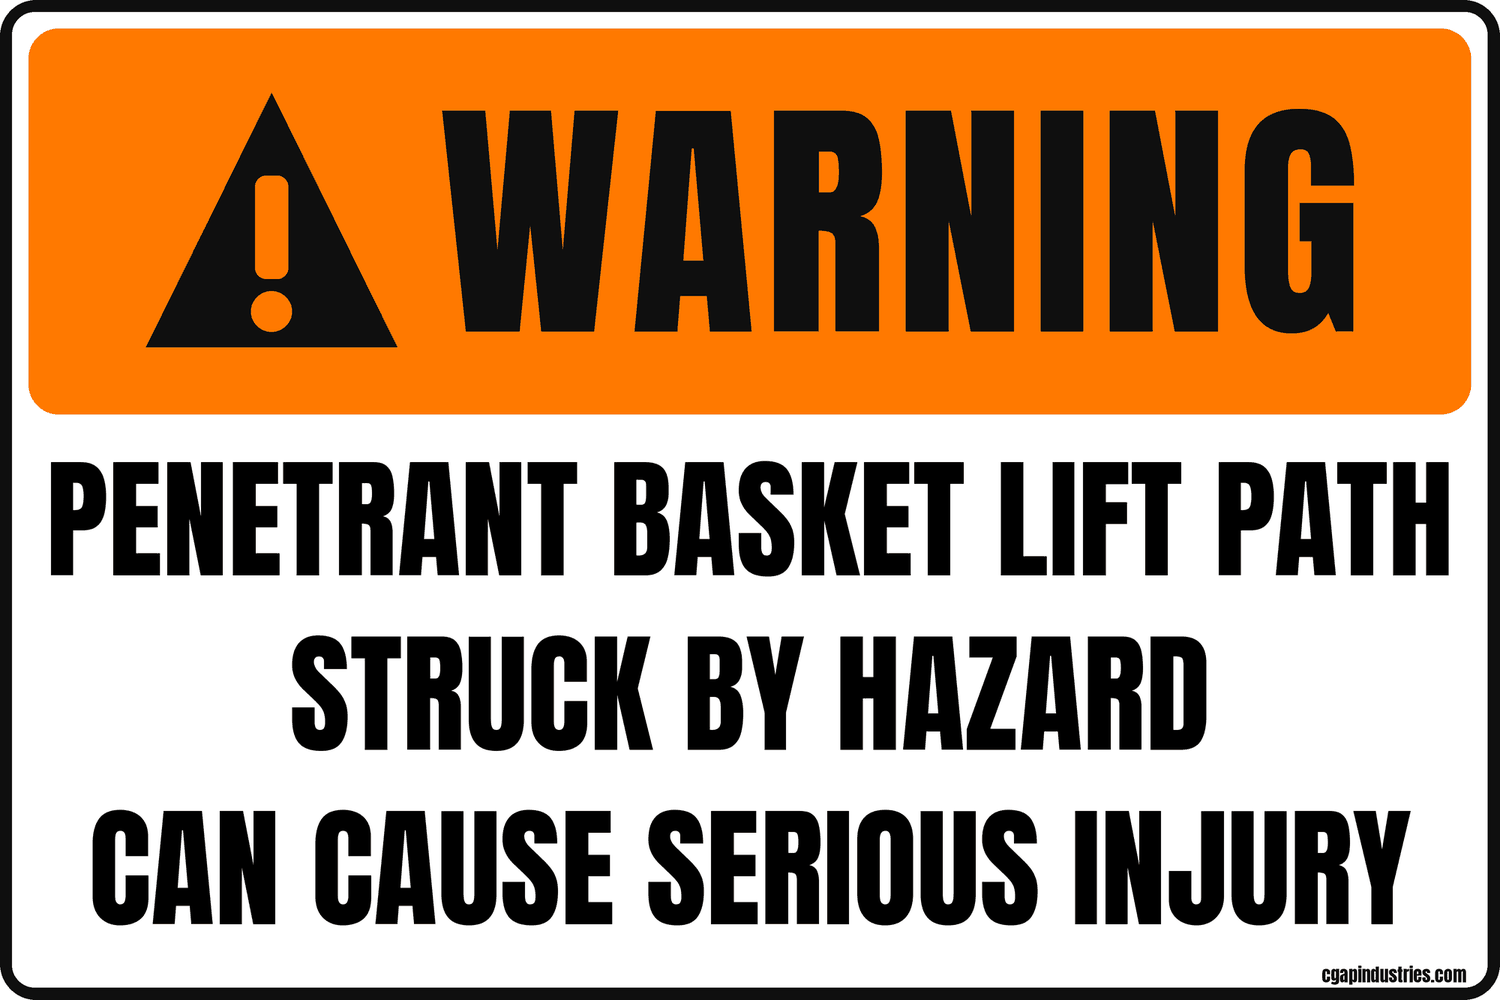 WARNING
PENETRANT BASKET LIFT PATH
STRUCK BY HAZARD
CAN CAUSE SERIOUS INJURY
cgapindustries.com